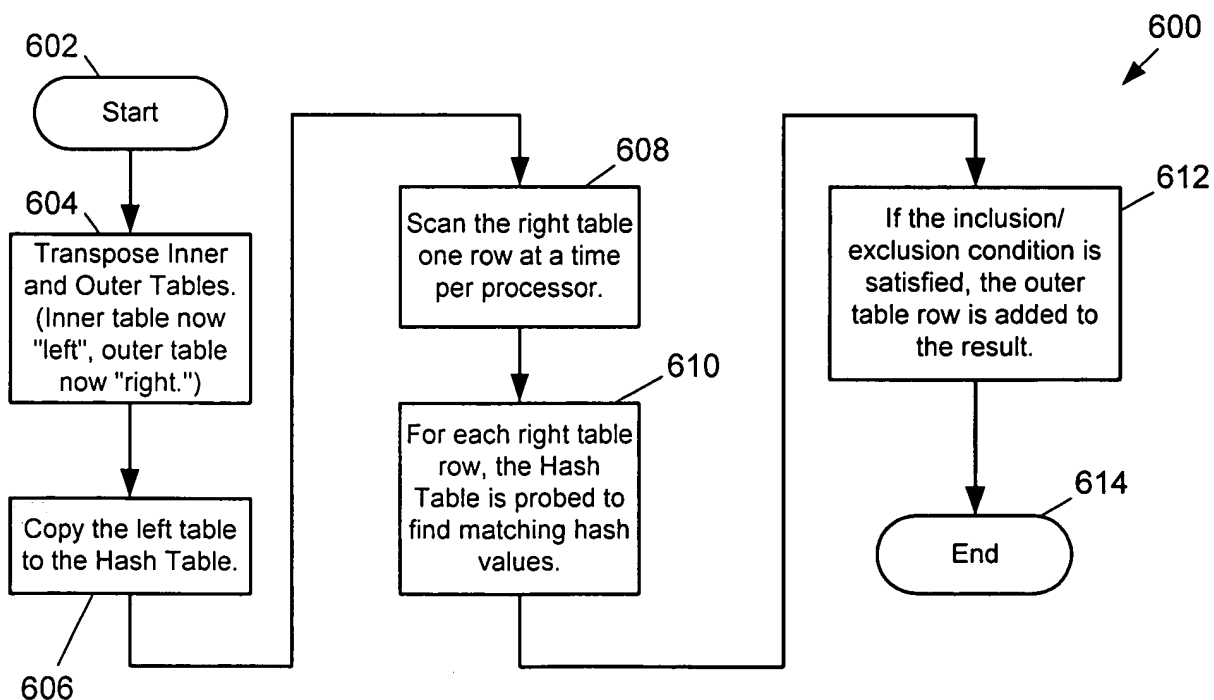 600
602
Start
604
Transpose Inner
and Outer Tables.
(Inner table now
"left", outer table
now "right.")
Copy the left table
to the Hash Table.
606
608
Scan the right table
one row at a time
per processor.
610
For each right table
row, the Hash
Table is probed to
find matching hash
values.
612
If the inclusion/
exclusion condition is
satisfied, the outer
table row is added to
the result.
614
End